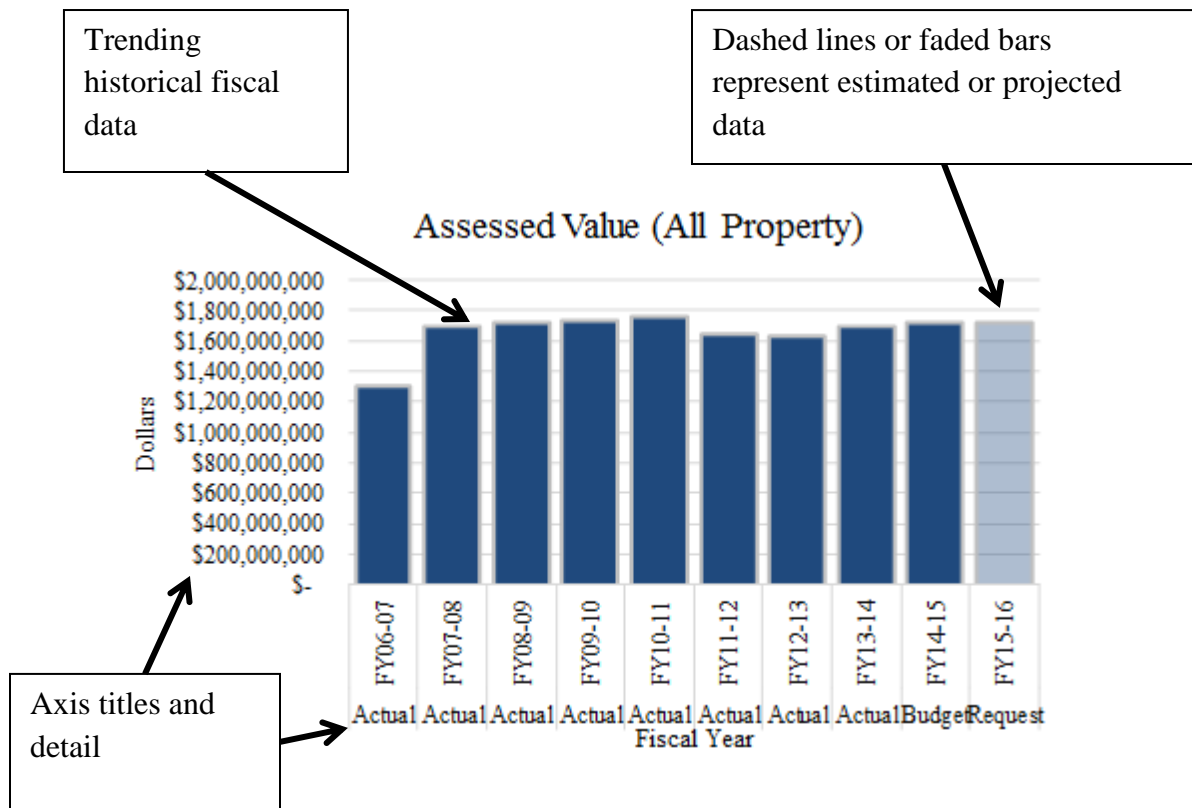 Trending
historical fiscal
data
Dashed lines or faded bars
represent estimated or projected
data
Assessed Value (All Property)
Dollars
$2,000,000,000
$1,800,000,000
$1,600,000,000
$1,400,000,000
$1,200,000,000
$1,000,000,000
$800,000,000
$600,000,000
$400,000,000
$200,000,000
$-
FY06-07
FY07-08
FY08-09
FY09-10
FY10-11
FY11-12
FY12-13
FY13-14
FY14-15
FY15-16
Actual Actual Actual Actual Actual Actual Actual Actual Budget Request
Fiscal Year
Axis titles and
detail